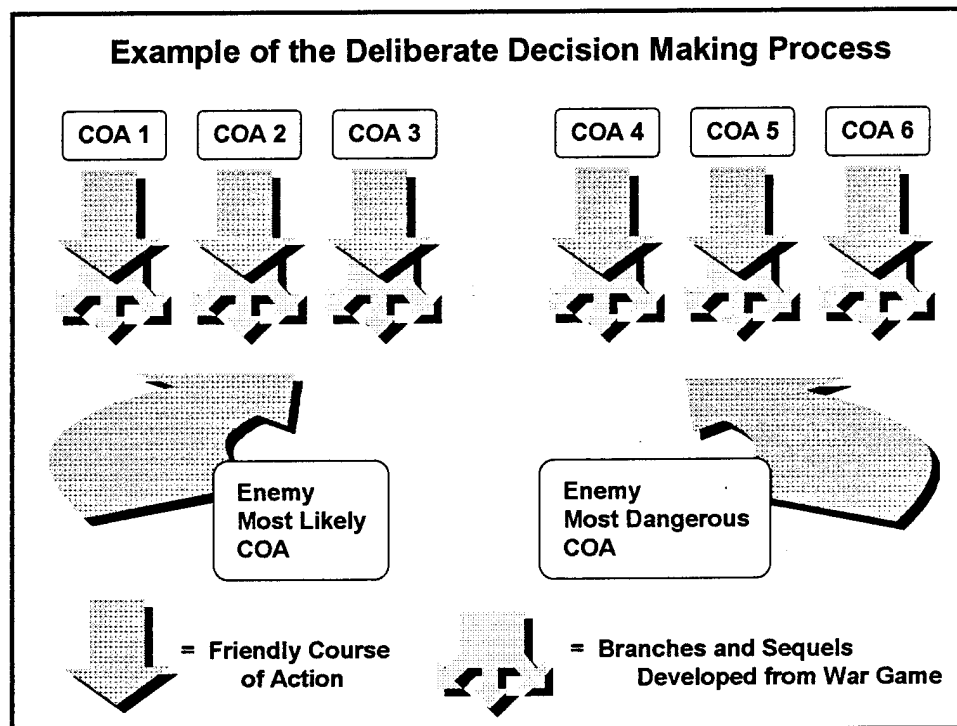 Example of the Deliberate Decision Making Process
COA 1
COA 2
COA 3
COA 4
COA 5
COA 6
Enemy
Most Likely
COA
Enemy
Most Dangerous
COA
= Friendly Course
of Action
= Branches and Sequels
Developed from War Game